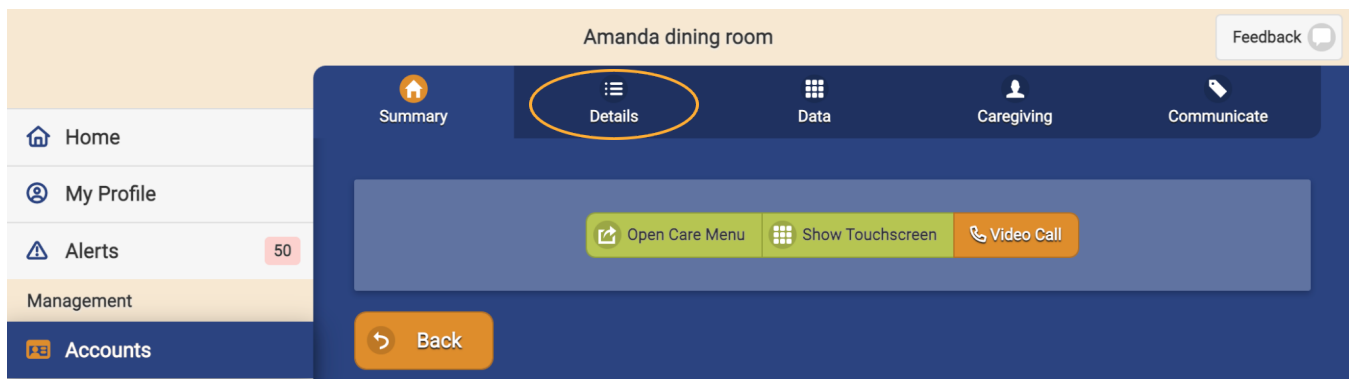 Amanda dining room
Feedback
Summary
Details
Data
Caregiving
Communicate
Home
My Profile
Alerts
50
Management
Accounts
Open Care Menu
Show Touchscreen
Video Call
Back